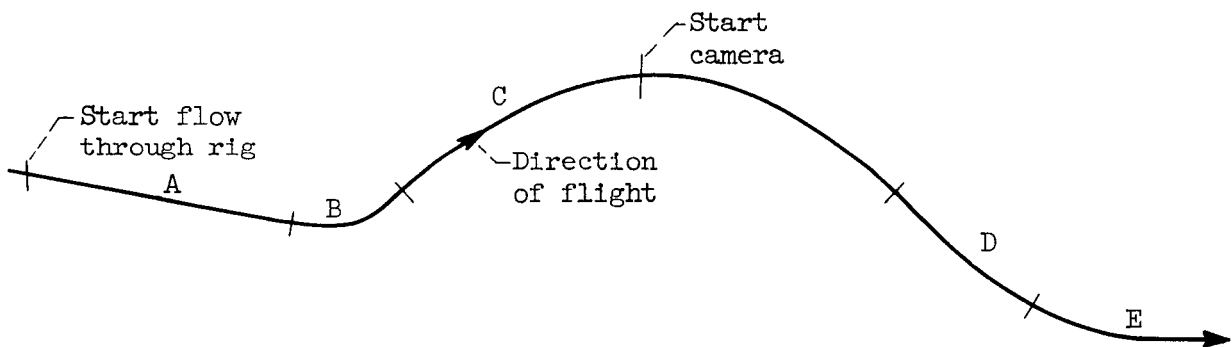 Start
camera
C
Start flow
through rig
A
Direction
of flight
B
D
E